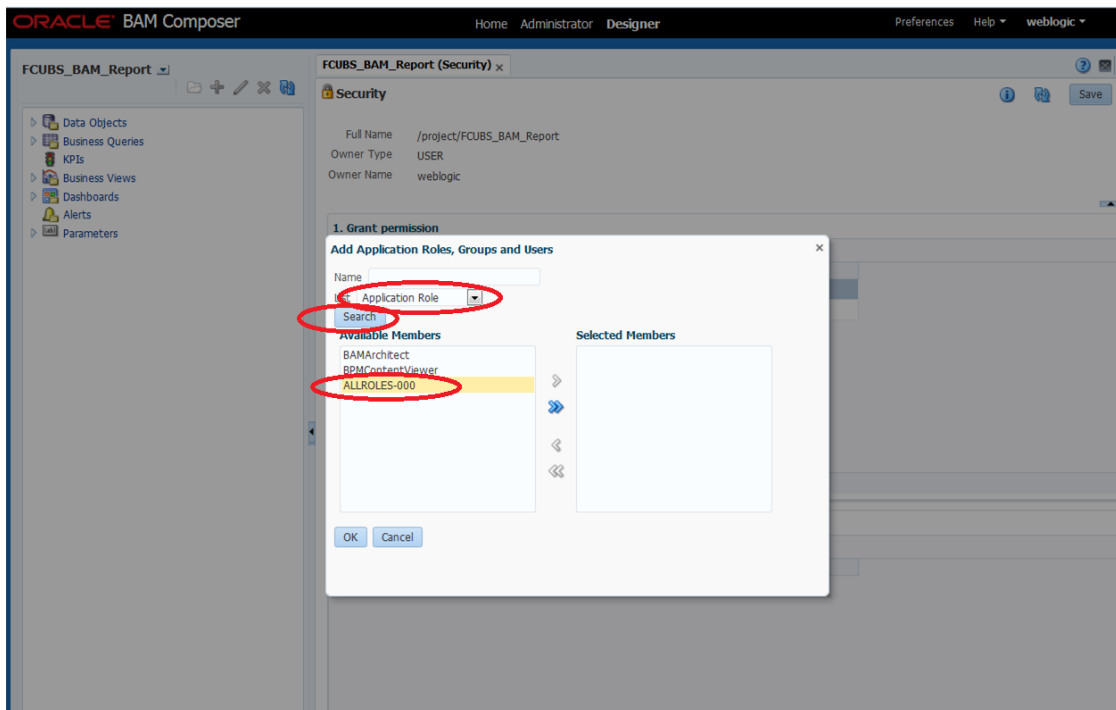 ORACLE BAM Composer
Home Administrator Designer
Preferences Help weblogic
FCUBS_BAM_Report
Data Objects
Business Queries
KPIs
Business Views
Dashboards
Alerts
Parameters
FCUBS_BAM_Report (Security)
Security
Save
Full Name /project/FCUBS_BAM_Report
Owner Type USER
Owner Name weblogic
1. Grant permission
Add Application Roles, Groups and Users
Name
List Application Role
Search
Available Members
Selected Members
BAMArchitect
BPMContentViewer
ALLROLES-000
OK Cancel